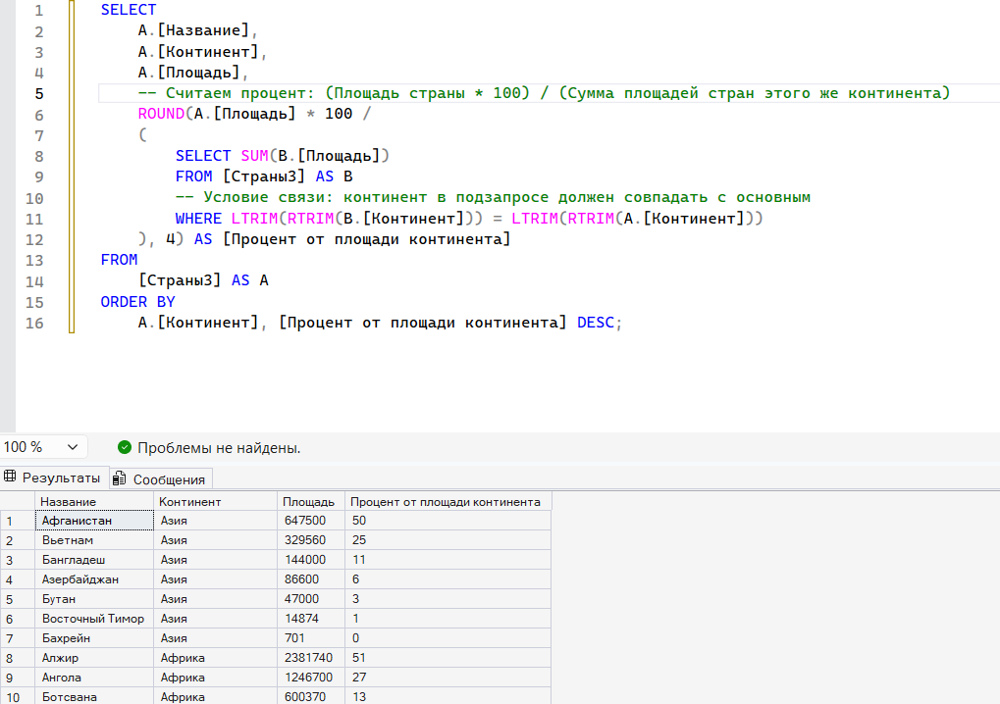 1 SELECT
2 A.[Название],
3 A.[Континент],
4 A.[Площадь],
5 -- Считаем процент: (Площадь страны * 100) / (Сумма площадей стран этого же континента)
6 ROUND(A.[Площадь] * 100 /
7 (
8 SELECT SUM(B.[Площадь])
9 FROM [Страны3] AS B
10 -- Условие связи: континент в подзапросе должен совпадать с основным
11 WHERE LTRIM(RTRIM(B.[Континент])) = LTRIM(RTRIM(A.[Континент]))
12 ), 4) AS [Процент от площади континента]
13 FROM
14 [Страны3] AS A
15 ORDER BY
16 A.[Континент], [Процент от площади континента] DESC;
100 % Проблемы не найдены.
Результаты Сообщения
Название Континент Площадь Процент от площади континента
1 Афганистан Азия 647500 50
2 Вьетнам Азия 329560 25
3 Бангладеш Азия 144000 11
4 Азербайджан Азия 86600 6
5 Бутан Азия 47000 3
6 Восточный Тимор Азия 14874 1
7 Бахрейн Азия 701 0
8 Алжир Африка 2381740 51
9 Ангола Африка 1246700 27
10 Ботсвана Африка 600370 13